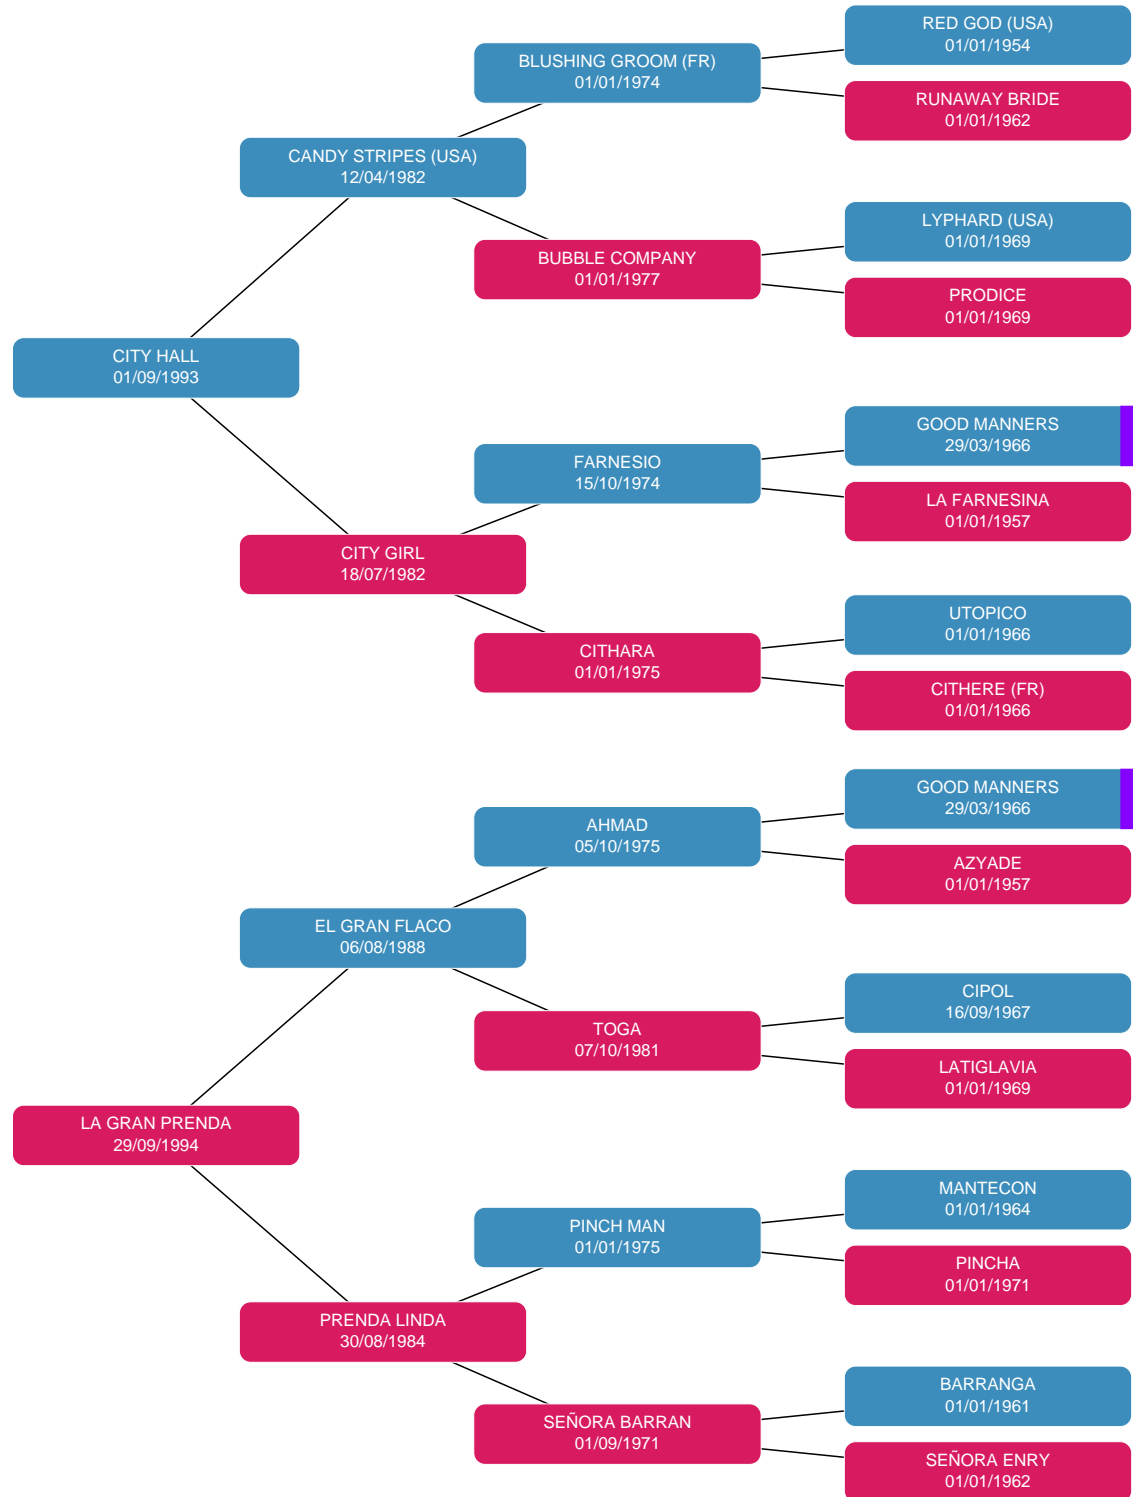 RED GOD (USA)
01/01/1954
BLUSHING GROOM (FR)
01/01/1974
RUNAWAY BRIDE
01/01/1962
CANDY STRIPES (USA)
12/04/1982
LYPHARD (USA)
01/01/1969
BUBBLE COMPANY
01/01/1977
PRODICE
01/01/1969
CITY HALL
01/09/1993
GOOD MANNERS
29/03/1966
FARNESIO
15/10/1974
LA FARNESINA
01/01/1957
CITY GIRL
18/07/1982
UTOPICO
01/01/1966
CITHARA
01/01/1975
CITHERE (FR)
01/01/1966
GOOD MANNERS
29/03/1966
AHMAD
05/10/1975
AZYADE
01/01/1957
EL GRAN FLACO
06/08/1988
CIPOL
16/09/1967
TOGA
07/10/1981
LATIGLAVIA
01/01/1969
LA GRAN PRENDA
29/09/1994
MANTECON
01/01/1964
PINCH MAN
01/01/1975
PINCHA
01/01/1971
PRENDA LINDA
30/08/1984
BARRANGA
01/01/1961
SEÑORA BARRAN
01/09/1971
SEÑORA ENRY
01/01/1962